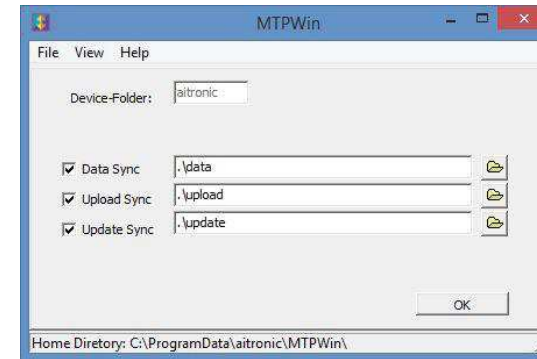 MTPWin
File View Help
Device-Folder: aitronic
Data Sync .\data
Upload Sync .\upload
Update Sync .\update
OK
Home Diretory: C:\ProgramData\aitronic\MTPWin\